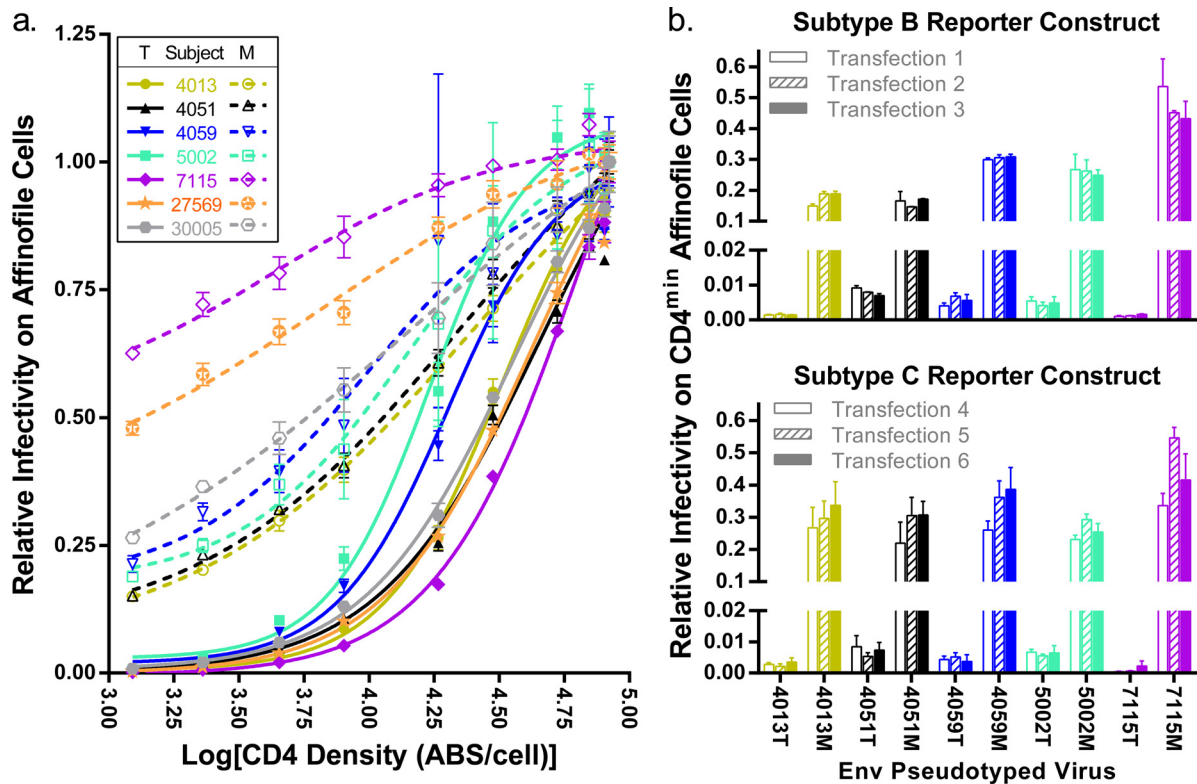 a.
Relative Infectivity on Affinofile Cells
1.25
1.00
0.75
0.50
0.25
0.00
T Subject M
4013
4051
4059
5002
7115
27569
30005
3.00
3.25
3.50
3.75
4.00
4.25
4.50
4.75
5.00
Log[CD4 Density (ABS/cell)]
b.
Relative Infectivity on CD4min Affinofile Cells
Subtype B Reporter Construct
0.6
0.5
0.4
0.3
0.2
0.1
0.02
0.01
0.00
Transfection 1
Transfection 2
Transfection 3
Subtype C Reporter Construct
0.6
0.5
0.4
0.3
0.2
0.1
0.02
0.01
0.00
Transfection 4
Transfection 5
Transfection 6
4013T
4013M
4051T
4051M
4059T
4059M
5002T
5002M
7115T
7115M
Env Pseudotyped Virus